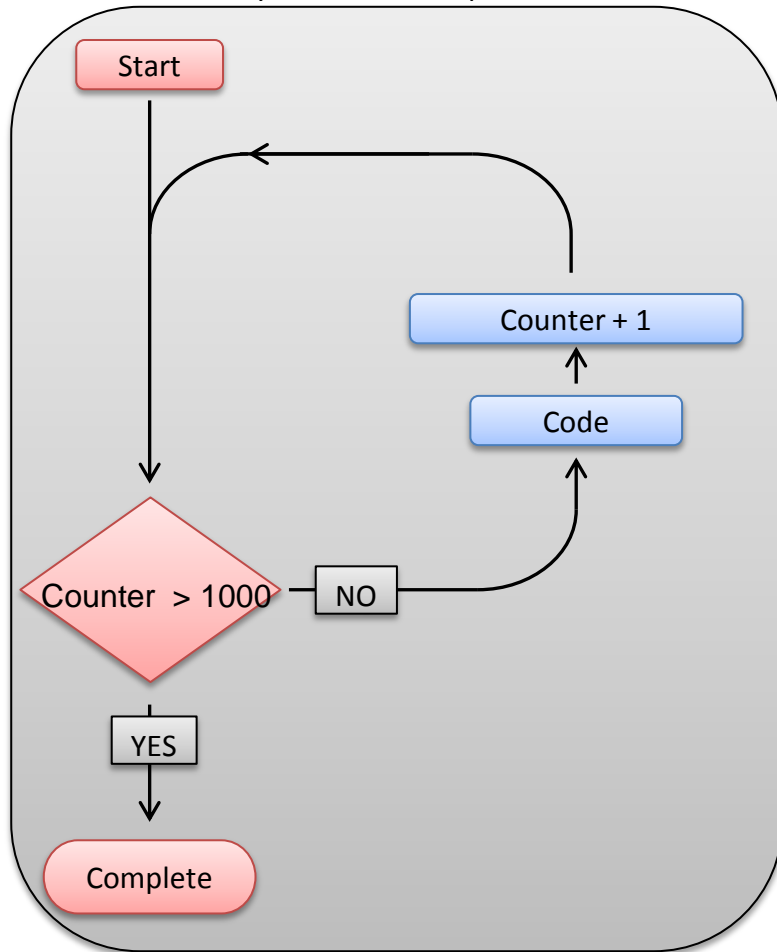 Start
Counter + 1
Code
Counter > 1000
NO
YES
Complete